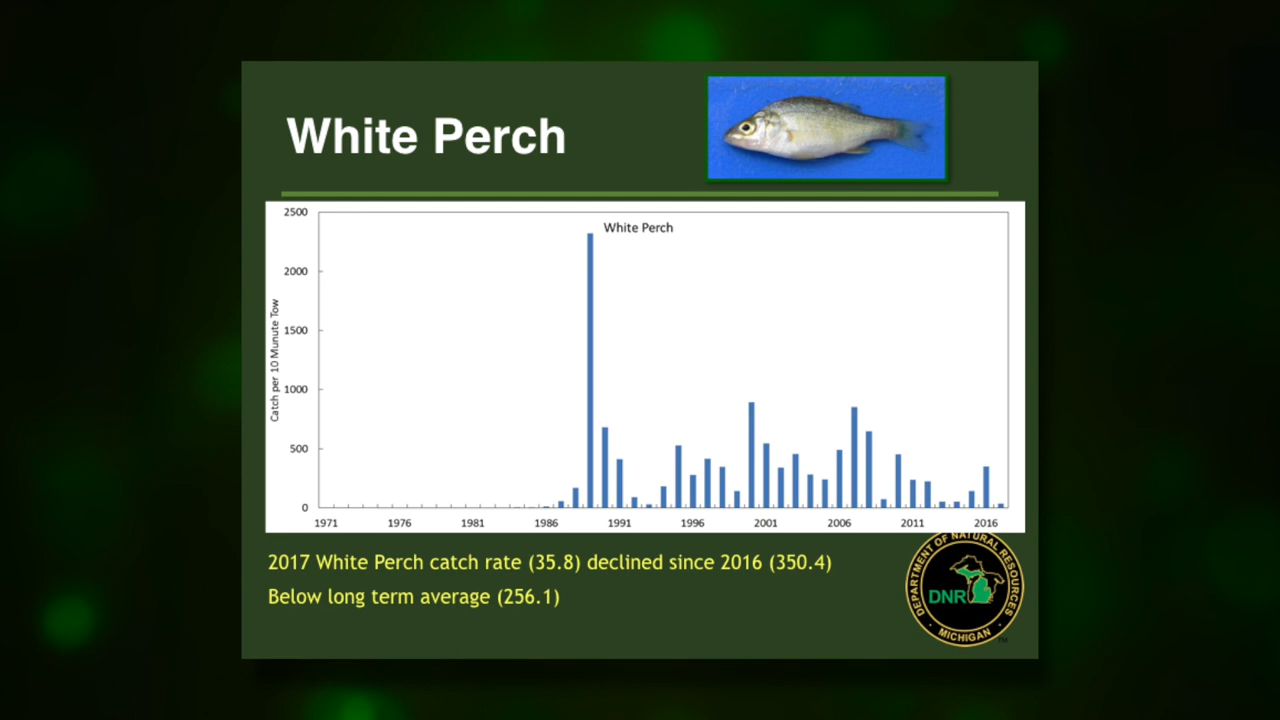 White Perch
2500
White Perch
2000
1500
1000
500
0
Catch per 10 Munute Tow
1971 1976 1981 1986 1991 1996 2001 2006 2011 2016
2017 White Perch catch rate (35.8) declined since 2016 (350.4)
Below long term average (256.1)
DEPARTMENT OF NATURAL RESOURCES
DNR
MICHIGAN
TM